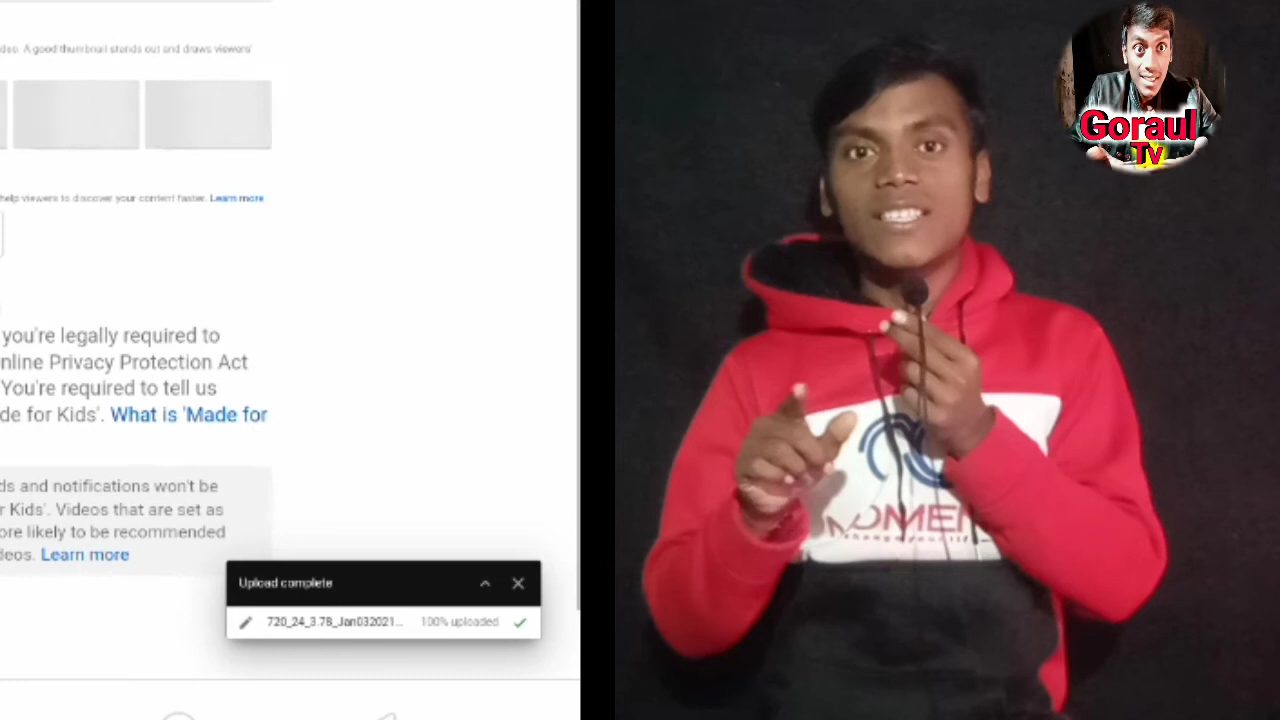 deo. A good thumbnail stands out and draws viewers'
help viewers to discover your content faster. Learn more
you're legally required to
nline Privacy Protection Act
You're required to tell us
de for Kids'. What is 'Made for
ds and notifications won't be
r Kids'. Videos that are set as
ore likely to be recommended
deos. Learn more
Upload complete
720_24_3.78_Jan032021... 100% uploaded
Goraul
Tv